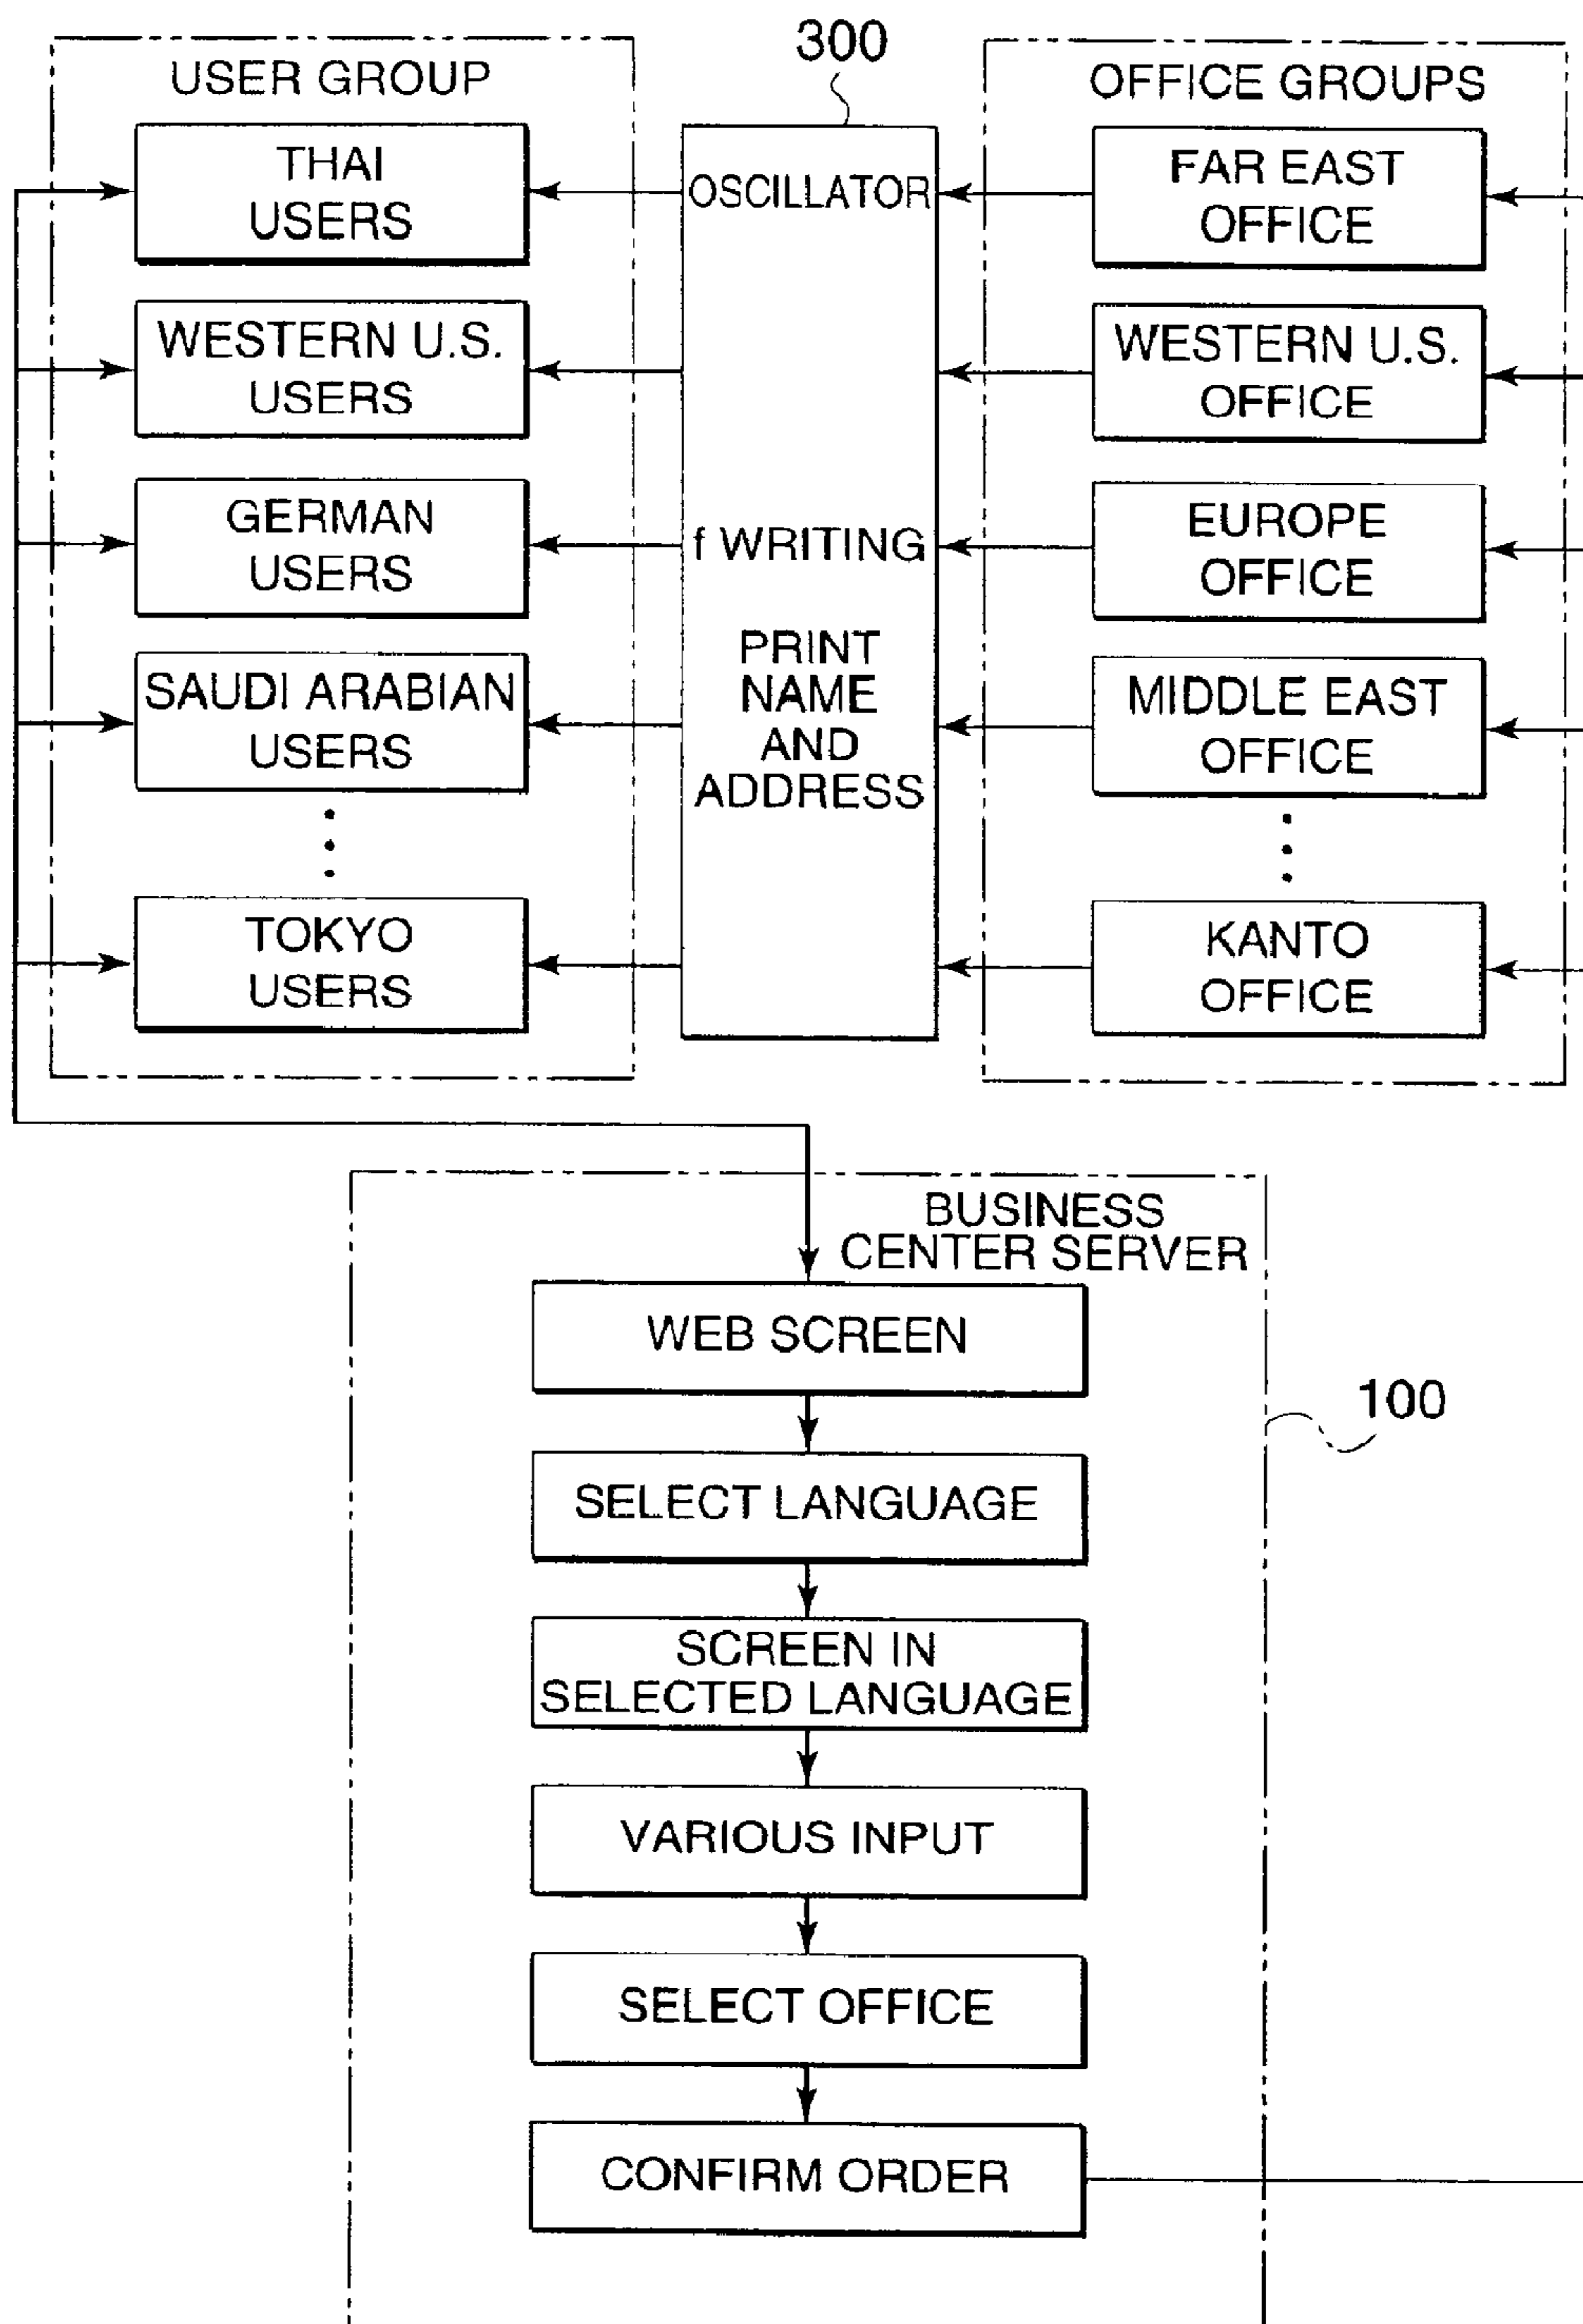 300
USER GROUP
THAI
USERS
WESTERN U.S.
USERS
GERMAN
USERS
SAUDI ARABIAN
USERS
TOKYO
USERS
OSCILLATOR
f WRITING
PRINT
NAME
AND
ADDRESS
OFFICE GROUPS
FAR EAST
OFFICE
WESTERN U.S.
OFFICE
EUROPE
OFFICE
MIDDLE EAST
OFFICE
KANTO
OFFICE
BUSINESS
CENTER SERVER
100
WEB SCREEN
SELECT LANGUAGE
SCREEN IN
SELECTED LANGUAGE
VARIOUS INPUT
SELECT OFFICE
CONFIRM ORDER